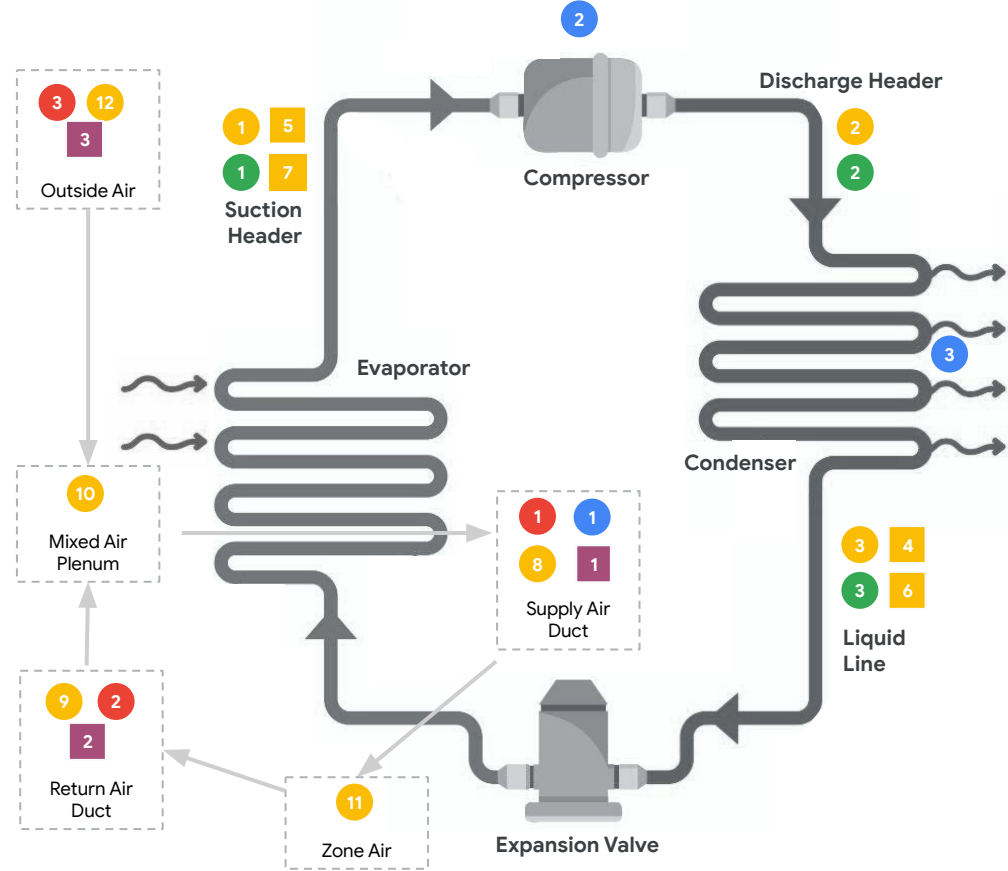 2
Discharge Header
3 12
3
Outside Air
1 5
1 7
Suction
Header
Compressor
2
2
Evaporator
3
Condenser
10
Mixed Air
Plenum
1 1
8 1
Supply Air
Duct
3 4
3 6
Liquid
Line
9 2
2
Return Air
Duct
11
Zone Air
Expansion Valve